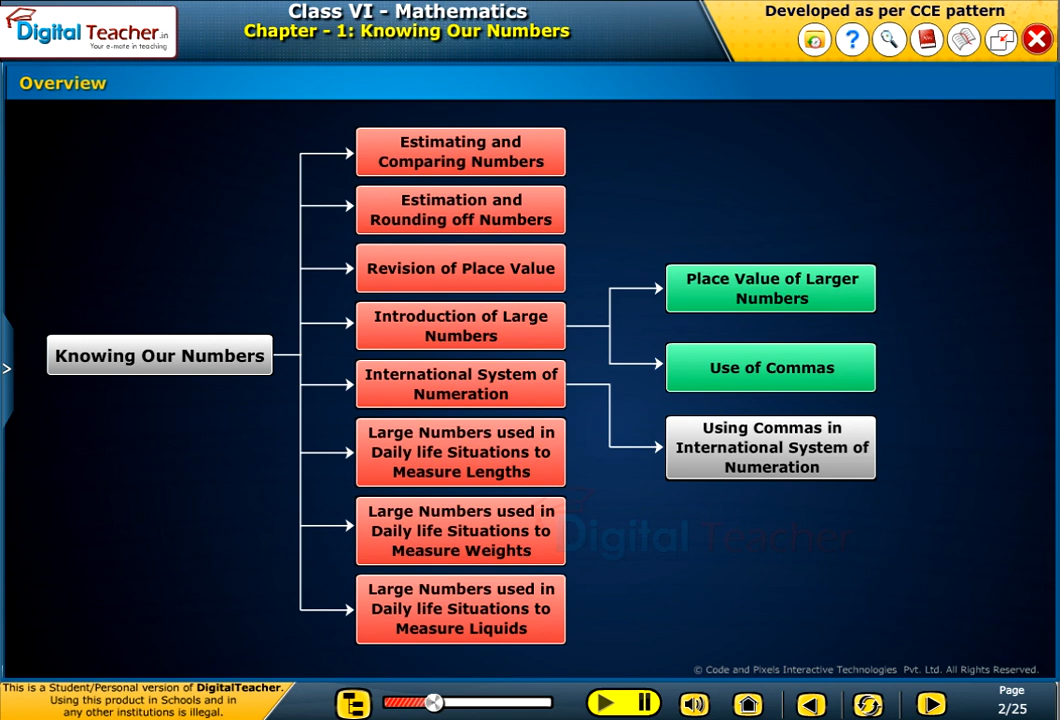 Digital Teacher.in
Your e-mate in teaching
Class VI - Mathematics
Chapter - 1: Knowing Our Numbers
Developed as per CCE pattern
Overview
Knowing Our Numbers
Estimating and
Comparing Numbers
Estimation and
Rounding off Numbers
Revision of Place Value
Introduction of Large
Numbers
International System of
Numeration
Large Numbers used in
Daily life Situations to
Measure Lengths
Large Numbers used in
Daily life Situations to
Measure Weights
Large Numbers used in
Daily life Situations to
Measure Liquids
Place Value of Larger
Numbers
Use of Commas
Using Commas in
International System of
Numeration
Digital Teacher
© Code and Pixels Interactive Technologies Pvt. Ltd. All Rights Reserved.
This is a Student/Personal version of DigitalTeacher.
Using this product in Schools and in
any other institutions is illegal.
Page
2/25